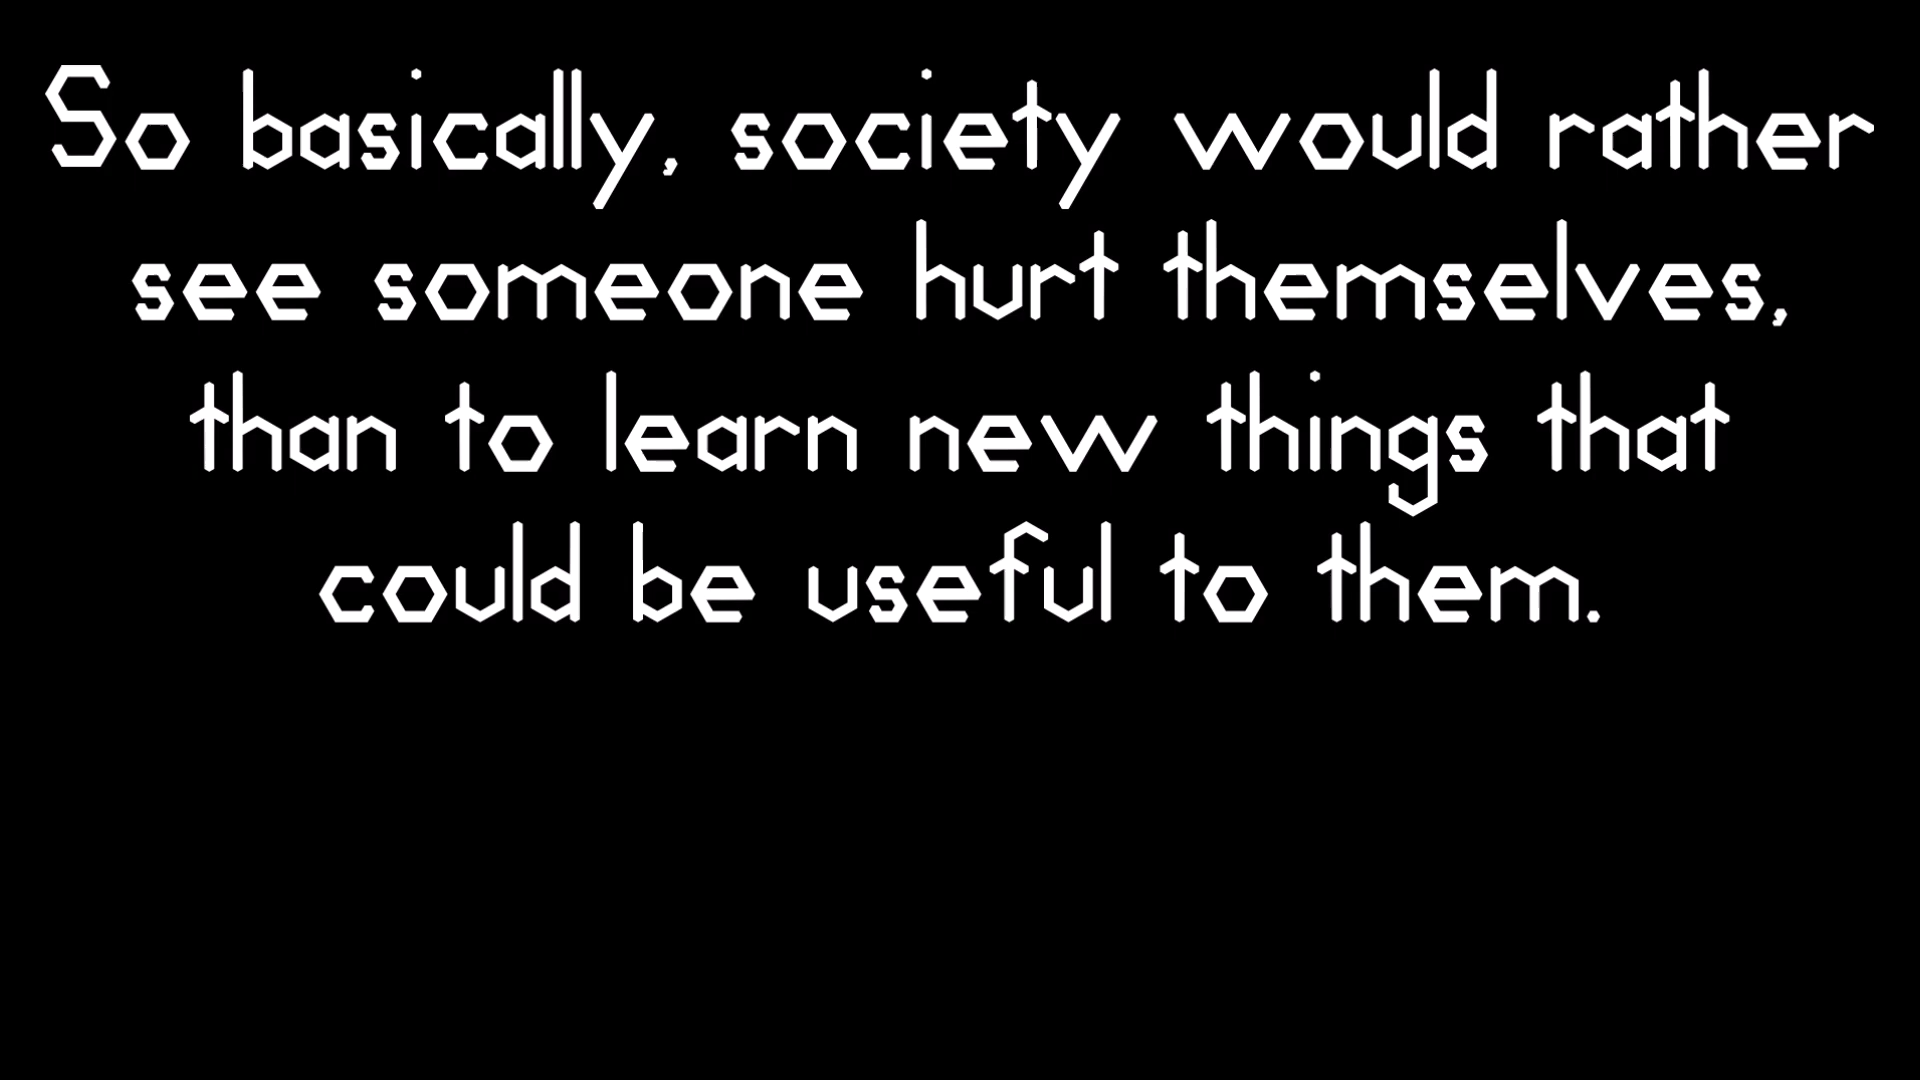 So basically, society would rather
see someone hurt themselves,
than to learn new things that
could be useful to them.